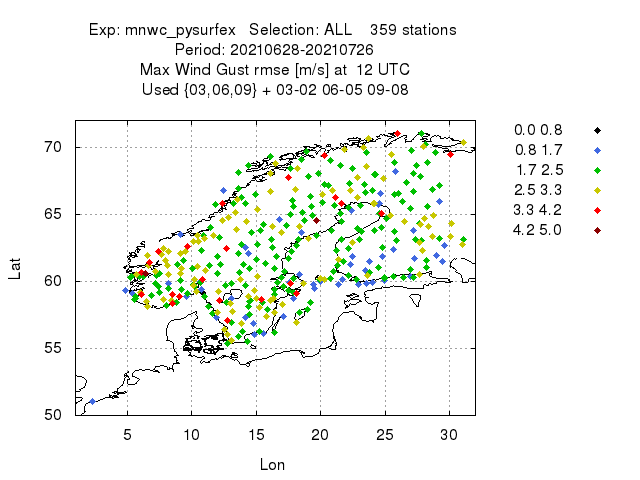 Exp: mnwc_pysurfex   Selection: ALL    359 stations
Period: 20210628-20210726
Max Wind Gust rmse [m/s] at  12 UTC
Used {03,06,09} + 03-02 06-05 09-08
0.0 0.8
0.8 1.7
1.7 2.5
2.5 3.3
3.3 4.2
4.2 5.0
70
65
60
55
50
Lat
5 10 15 20 25 30
Lon